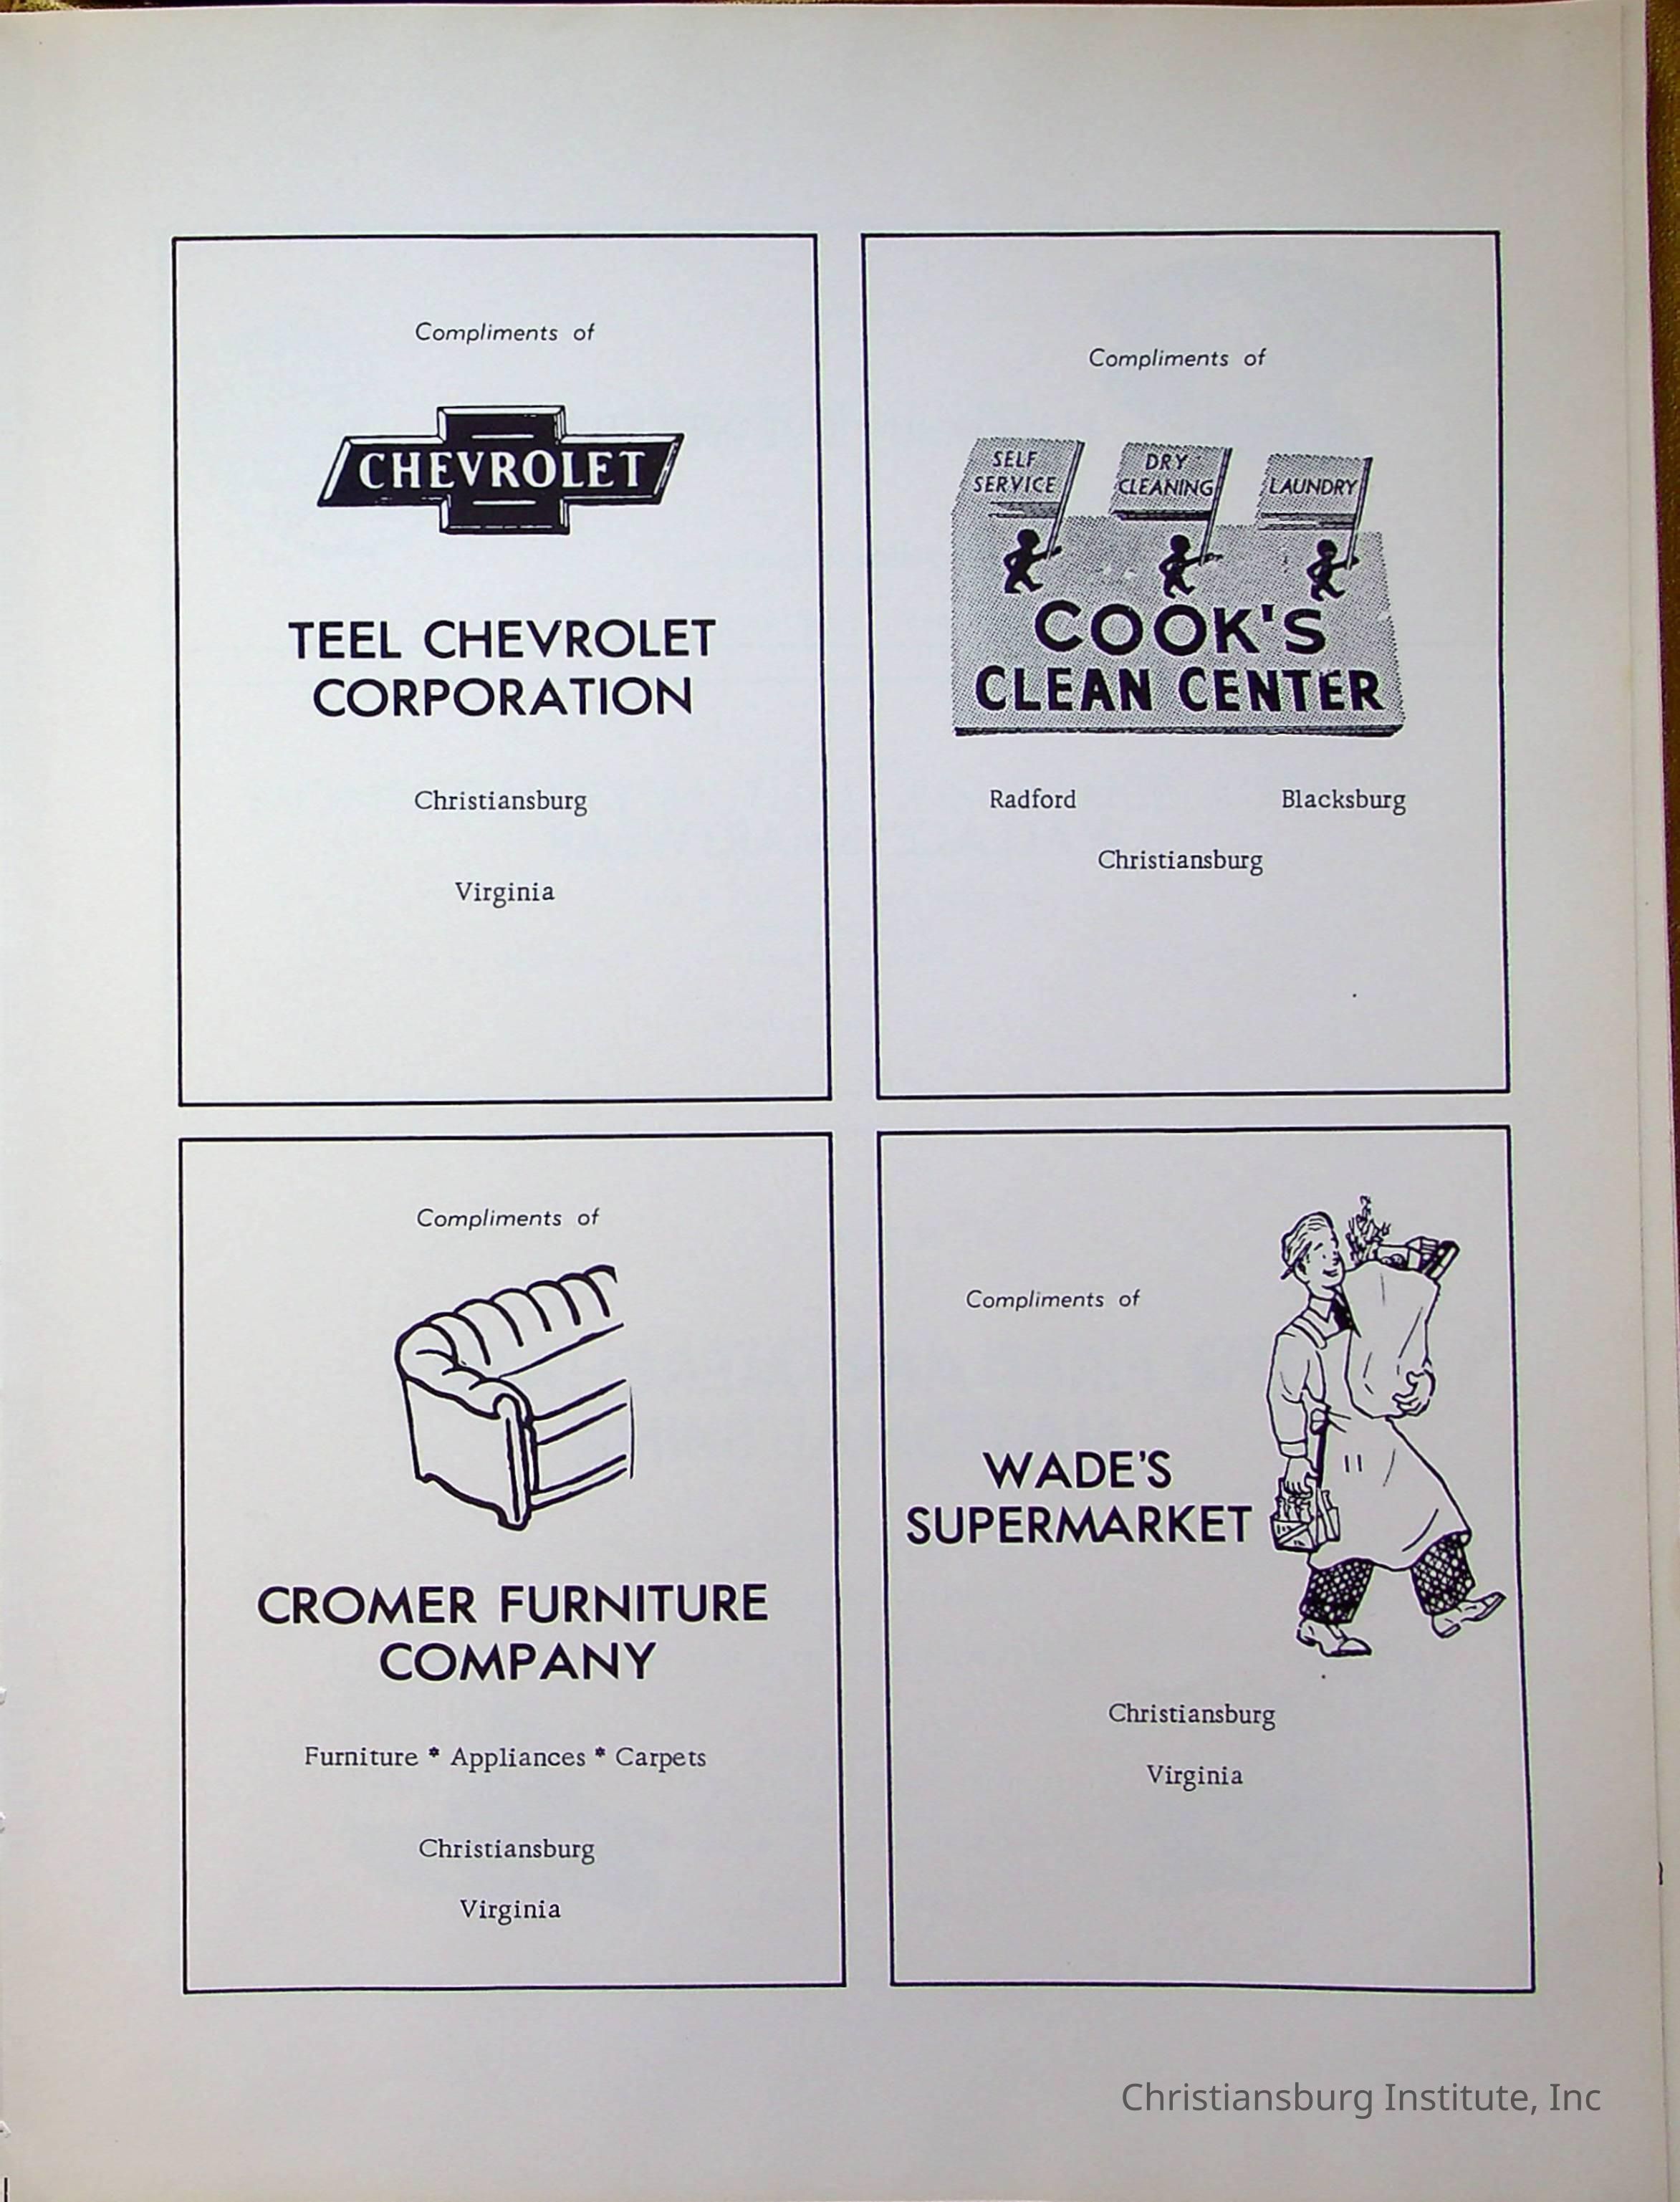 Compliments of
CHEVROLET
TEEL CHEVROLET
CORPORATION
Christiansburg
Virginia
Compliments of
SELF
SERVICE
DRY
CLEANING
LAUNDRY
COOK'S
CLEAN CENTER
Radford Blacksburg
Christiansburg
Compliments of
CROMER FURNITURE
COMPANY
Furniture * Appliances * Carpets
Christiansburg
Virginia
Compliments of
WADE'S
SUPERMARKET
Christiansburg
Virginia
Christiansburg Institute, Inc